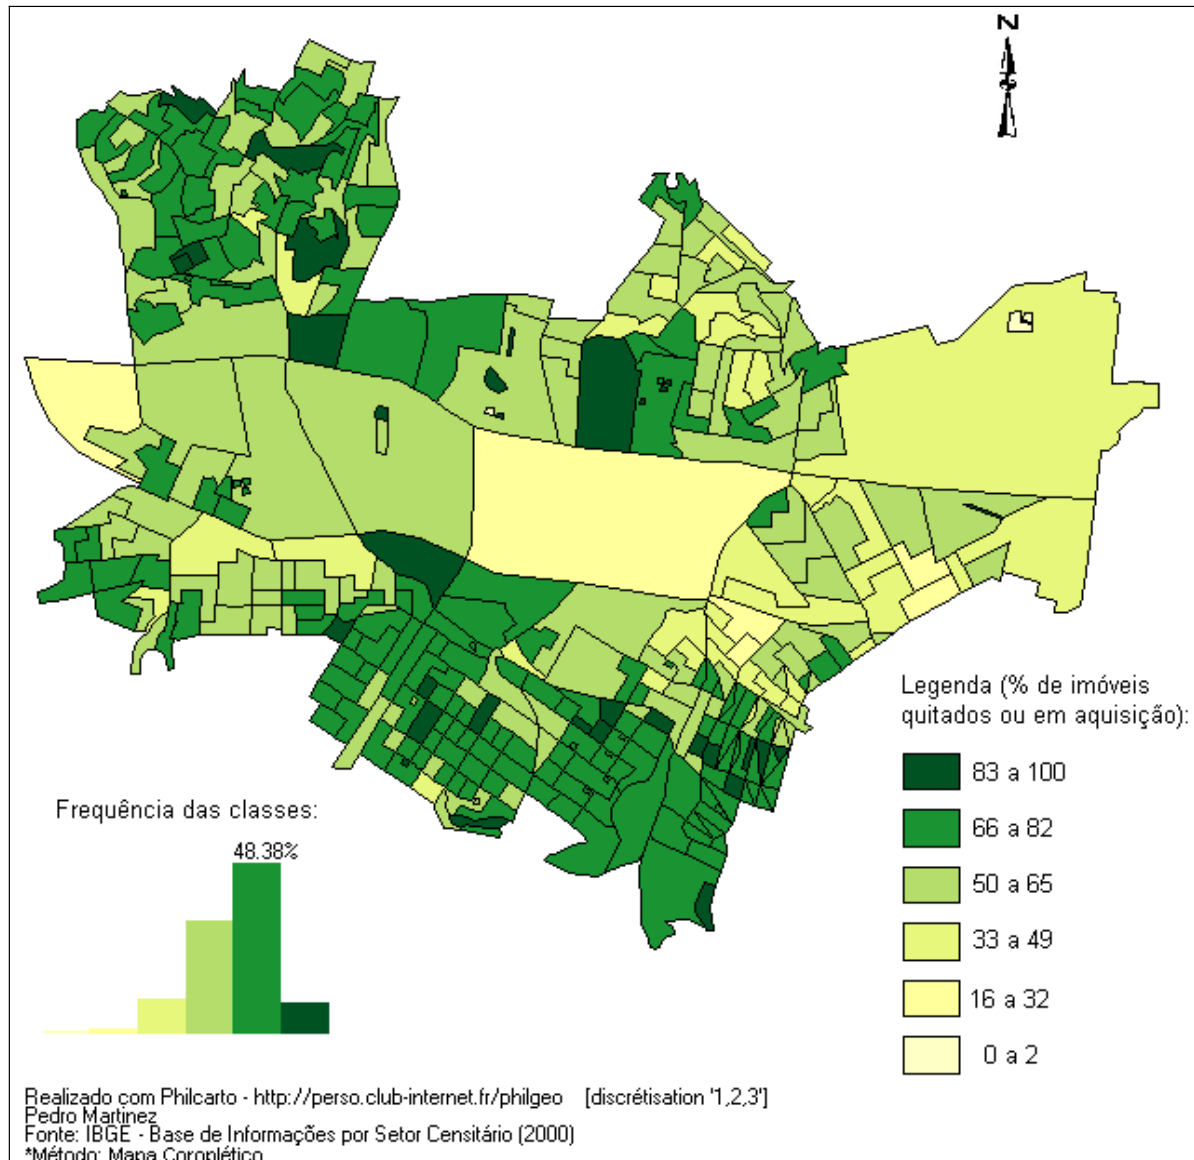 N
Legenda (% de imóveis
quitados ou em aquisição):
83 a 100
66 a 82
50 a 65
33 a 49
16 a 32
0 a 2
Frequência das classes:
48.38%
Realizado com Philcarto - http://perso.club-internet.fr/philgeo [discrétisation '1,2,3']
Pedro Martinez
Fonte: IBGE - Base de Informações por Setor Censitário (2000)
*Método: Mapa Coroplético